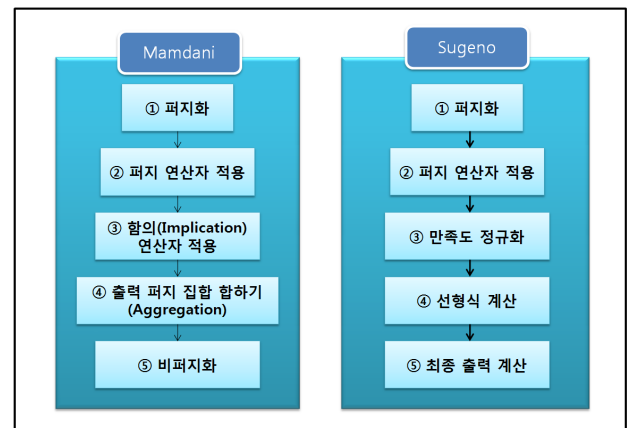 Mamdani
① 퍼지화
② 퍼지 연산자 적용
③ 함의(Implication)
연산자 적용
④ 출력 퍼지 집합 합하기
(Aggregation)
⑤ 비퍼지화
Sugeno
① 퍼지화
② 퍼지 연산자 적용
③ 만족도 정규화
④ 선형식 계산
⑤ 최종 출력 계산